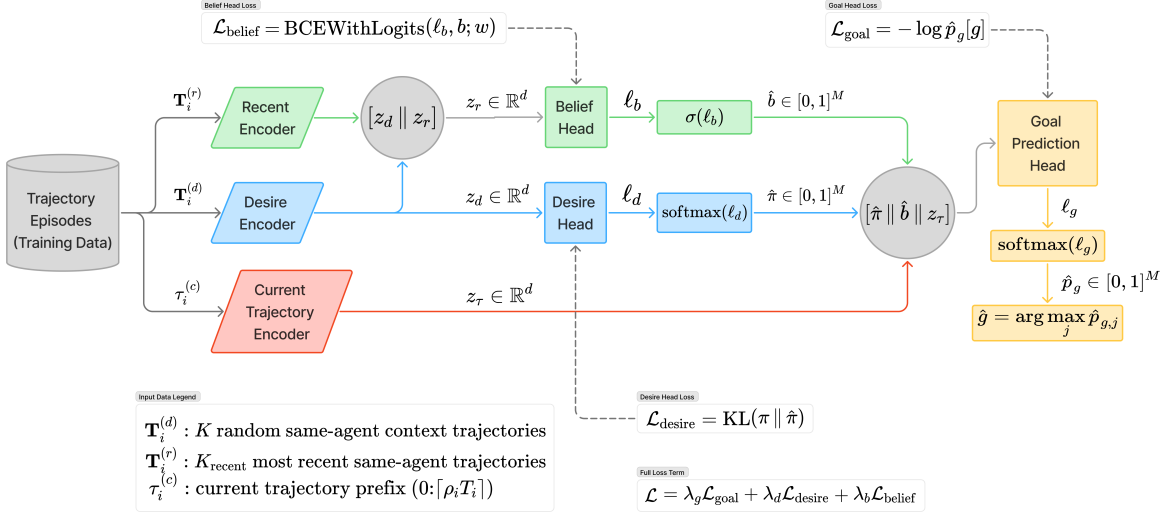 Belief Head Loss
ℒ_belief = BCEWithLogits(ℓ_b, b; w)
Goal Head Loss
ℒ_goal = − log p̂_g[g]
T_i^(r)
Recent
Encoder
[z_d ∥ z_r]
z_r ∈ ℝ^d
Belief
Head
ℓ_b
σ(ℓ_b)
b̂ ∈ [0, 1]^M
Goal
Prediction
Head
Trajectory
Episodes
(Training Data)
T_i^(d)
Desire
Encoder
z_d ∈ ℝ^d
Desire
Head
ℓ_d
softmax(ℓ_d)
π̂ ∈ [0, 1]^M
[π̂ ∥ b̂ ∥ z_τ]
ℓ_g
softmax(ℓ_g)
p̂_g ∈ [0, 1]^M
ĝ = arg max_j p̂_{g,j}
τ_i^(c)
Current
Trajectory
Encoder
z_τ ∈ ℝ^d
Input Data Legend
T_i^(d) : K random same-agent context trajectories
T_i^(r) : K_recent most recent same-agent trajectories
τ_i^(c) : current trajectory prefix (0:⌈ρ_i T_i⌉)
Desire Head Loss
ℒ_desire = KL(π ∥ π̂)
Full Loss Term
ℒ = λ_g ℒ_goal + λ_d ℒ_desire + λ_b ℒ_belief